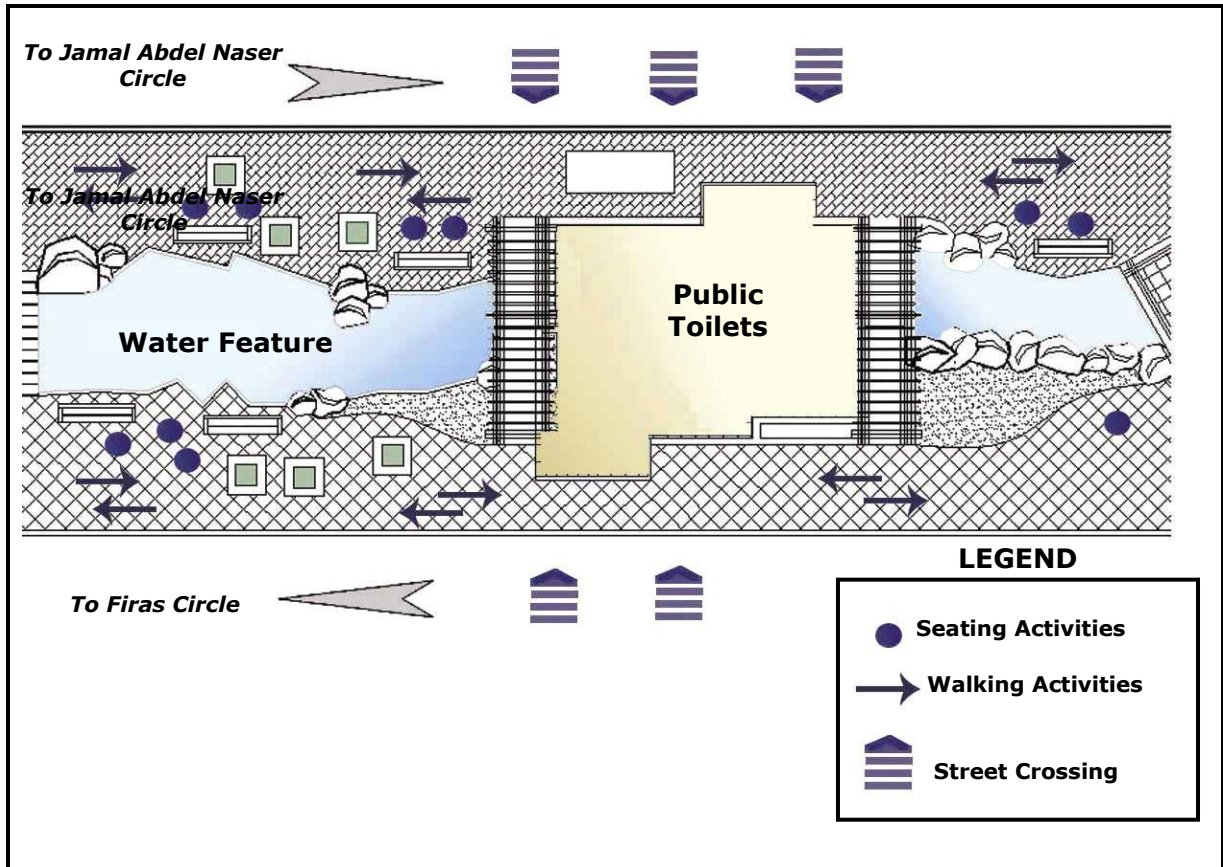 To Jamal Abdel Naser
Circle
To Jamal Abdel Naser
Circle
Water Feature
Public
Toilets
To Firas Circle
LEGEND
Seating Activities
Walking Activities
Street Crossing